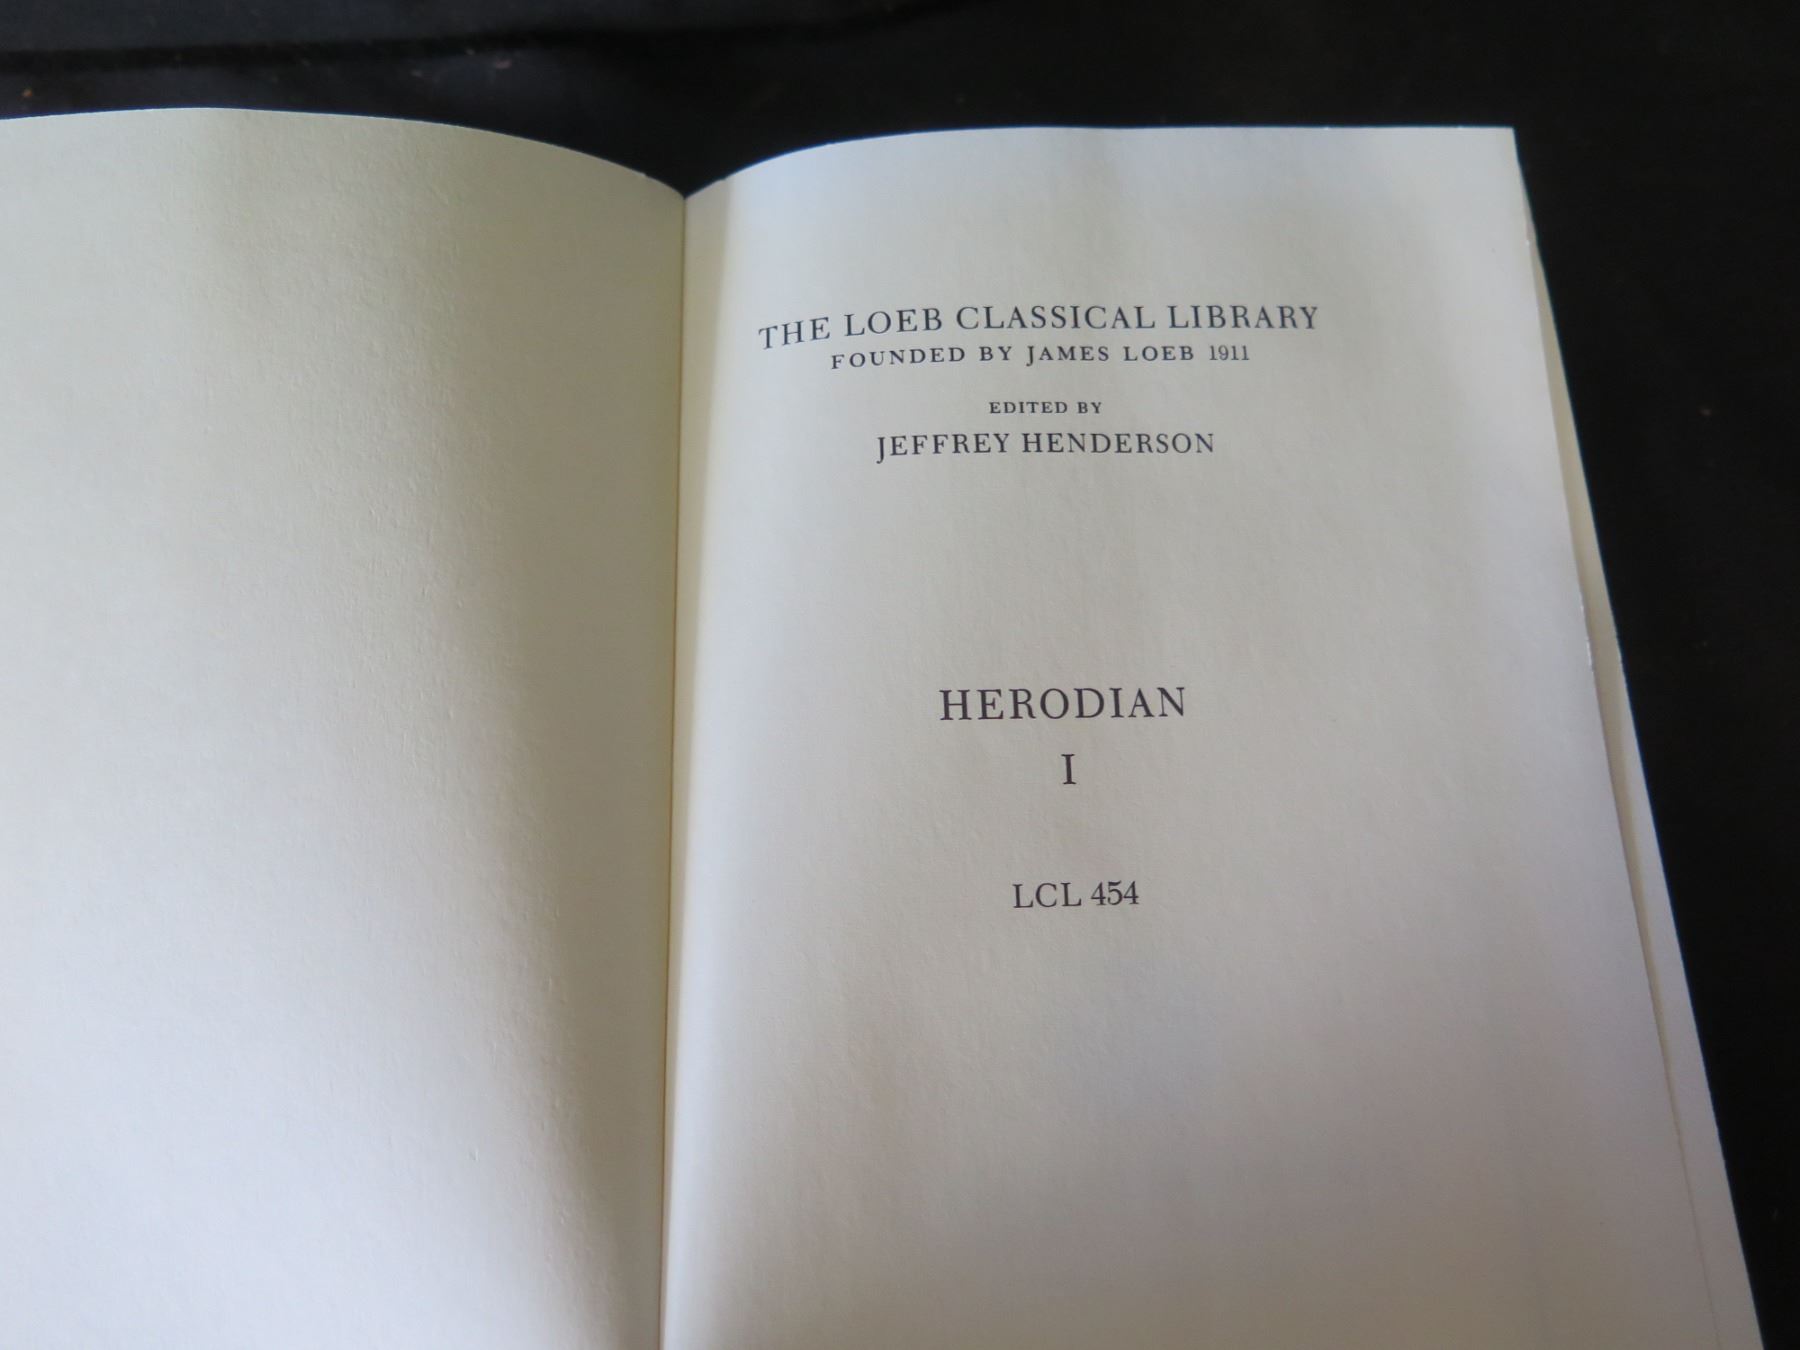 THE LOEB CLASSICAL LIBRARY
FOUNDED BY JAMES LOEB 1911
EDITED BY
JEFFREY HENDERSON
HERODIAN
I
LCL 454